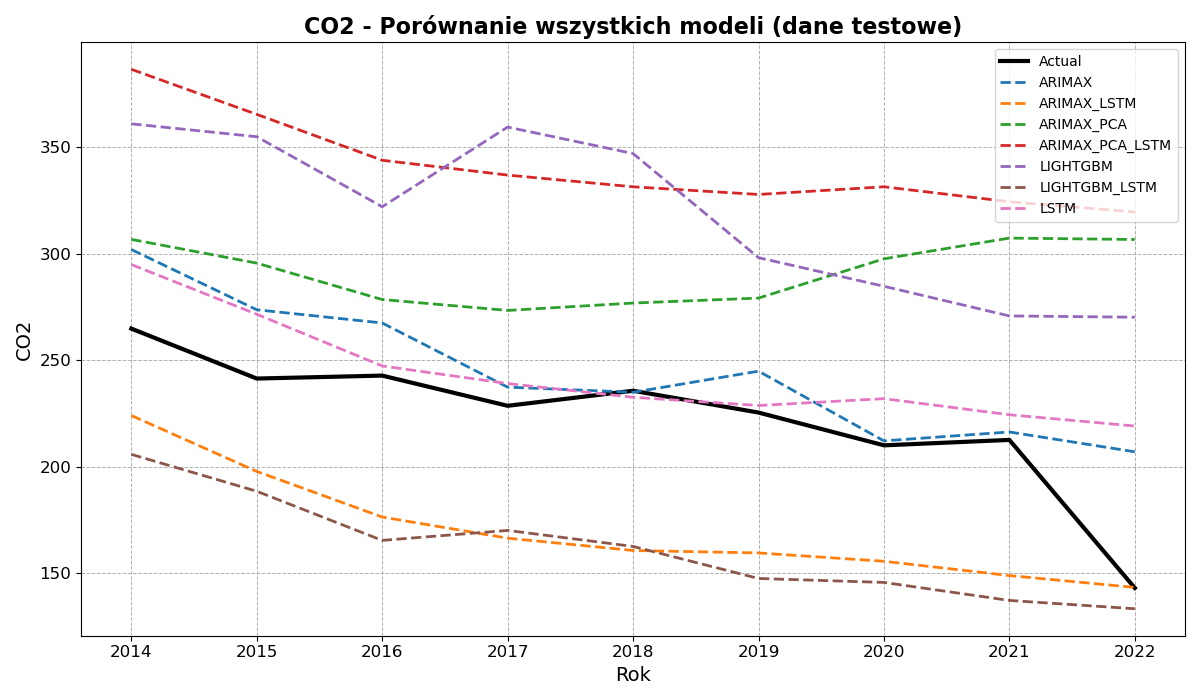 CO2 - Porównanie wszystkich modeli (dane testowe)
Actual
ARIMAX
ARIMAX_LSTM
ARIMAX_PCA
ARIMAX_PCA_LSTM
LIGHTGBM
LIGHTGBM_LSTM
LSTM
CO2
350
300
250
200
150
2014 2015 2016 2017 2018 2019 2020 2021 2022
Rok